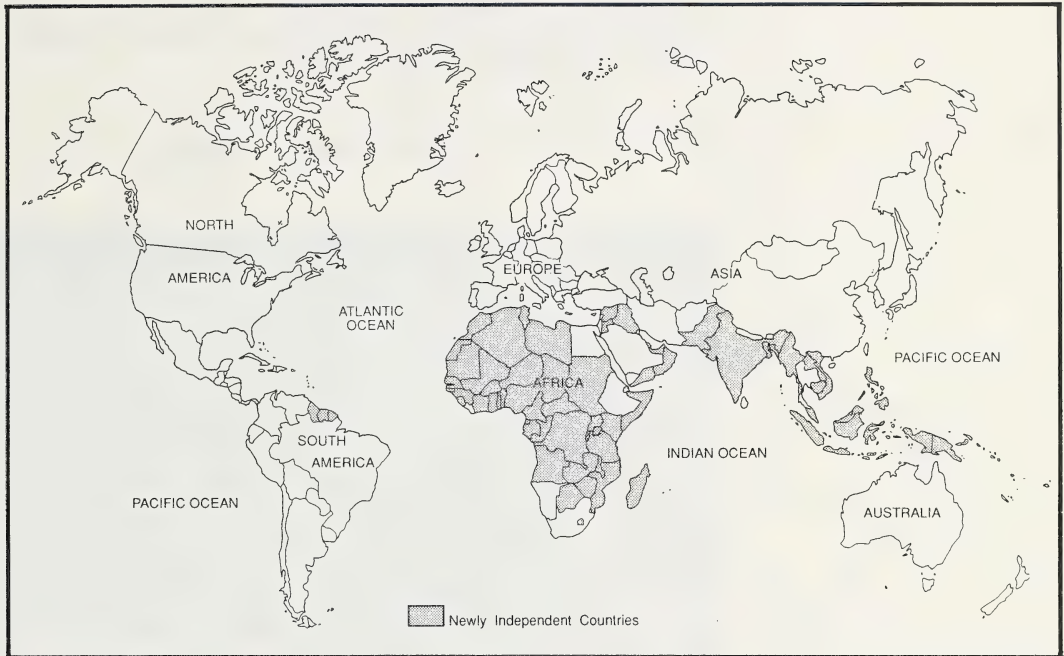 NORTH
AMERICA
ATLANTIC
OCEAN
EUROPE
ASIA
PACIFIC OCEAN
AFRICA
SOUTH
AMERICA
INDIAN OCEAN
PACIFIC OCEAN
AUSTRALIA
Newly Independent Countries